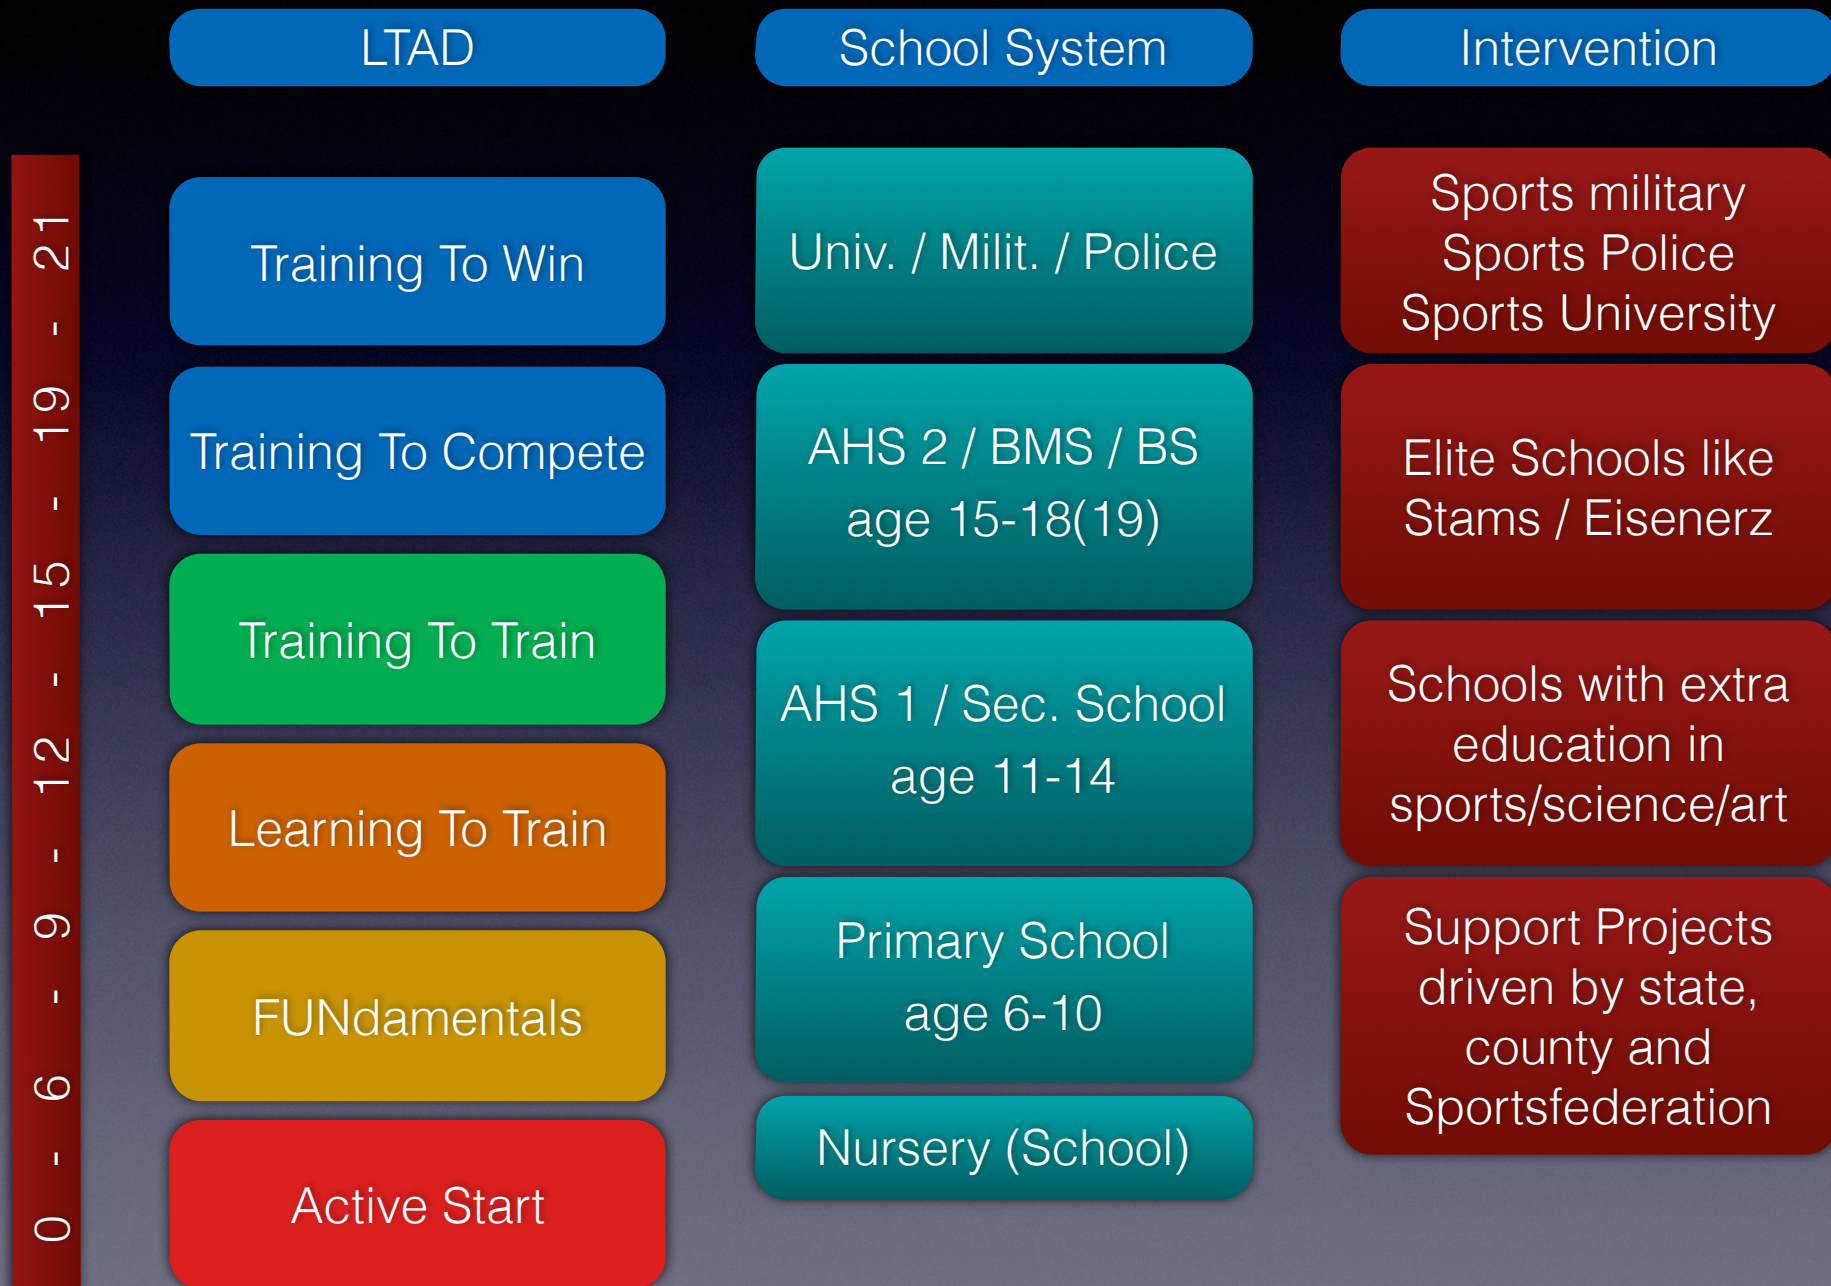 LTAD
School System
Intervention
0 - 6 - 9 - 12 - 15 - 19 - 21
Training To Win
Training To Compete
Training To Train
Learning To Train
FUNdamentals
Active Start
Univ. / Milit. / Police
AHS 2 / BMS / BS
age 15-18(19)
AHS 1 / Sec. School
age 11-14
Primary School
age 6-10
Nursery (School)
Sports military
Sports Police
Sports University
Elite Schools like
Stams / Eisenerz
Schools with extra
education in
sports/science/art
Support Projects
driven by state,
county and
Sportsfederation